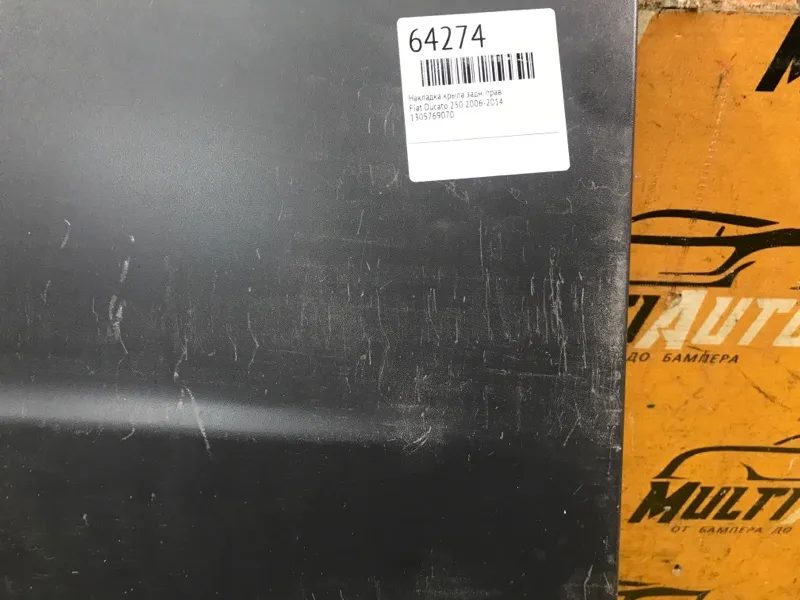 64274
Накладка крыла задн. прав.
Fiat Ducato 250 2006-2014
1305769070
AUTO
ДО БАМПЕРА
MULTI
ОТ БАМПЕРА ДО